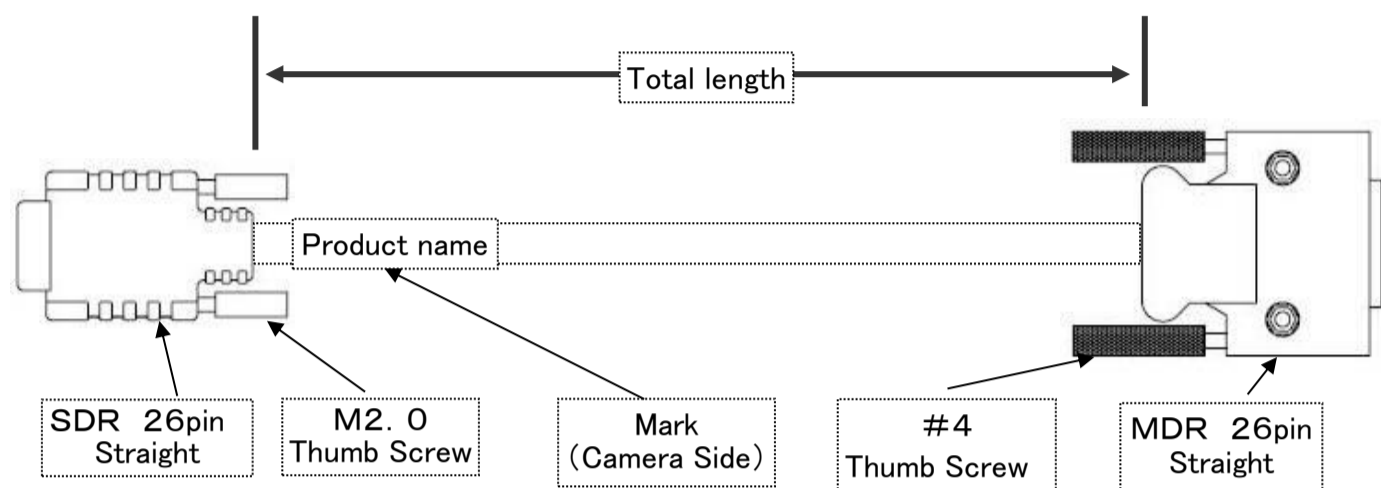 Total length
Product name
SDR 26pin
Straight
M2. 0
Thumb Screw
Mark
(Camera Side)
#4
Thumb Screw
MDR 26pin
Straight